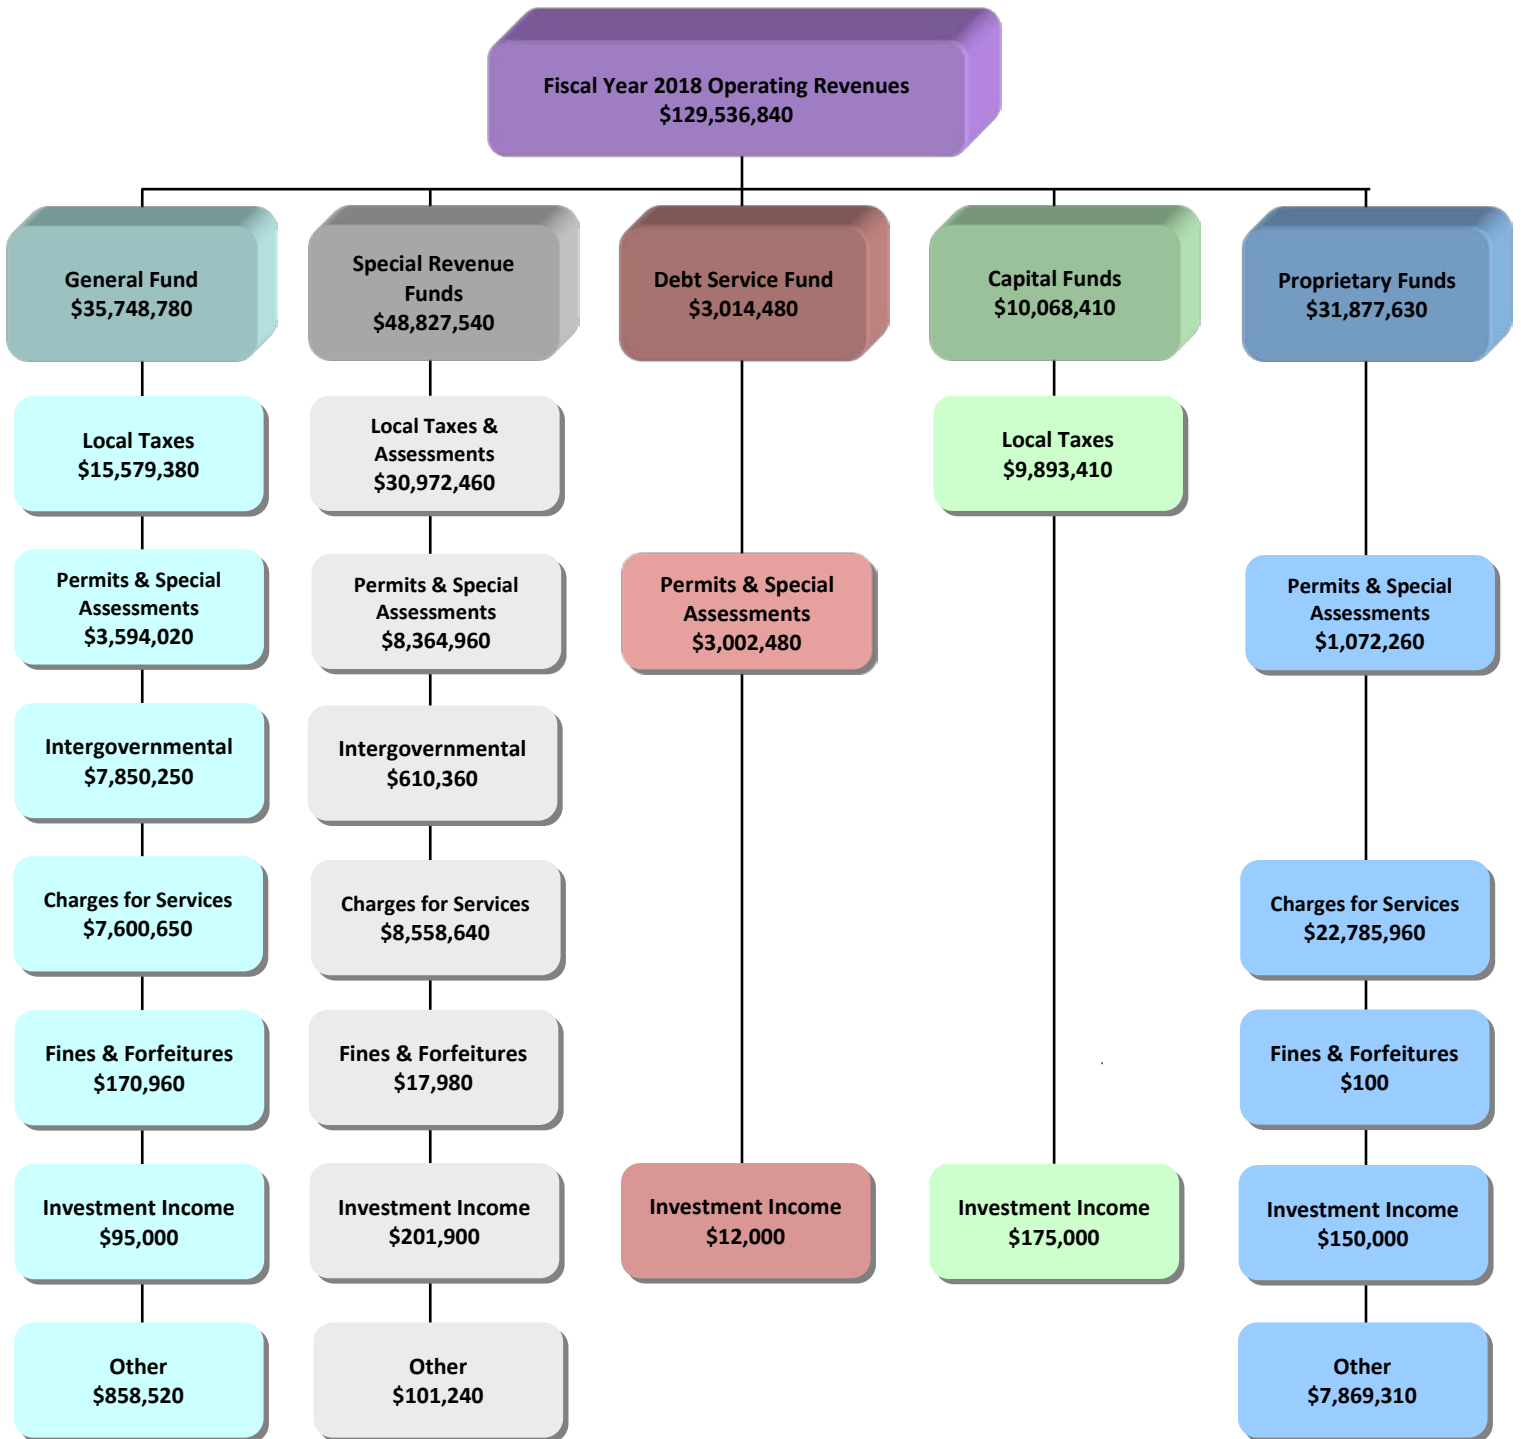 Fiscal Year 2018 Operating Revenues
$129,536,840
General Fund
$35,748,780
Special Revenue
Funds
$48,827,540
Debt Service Fund
$3,014,480
Capital Funds
$10,068,410
Proprietary Funds
$31,877,630
Local Taxes
$15,579,380
Local Taxes &
Assessments
$30,972,460
Local Taxes
$9,893,410
Permits & Special
Assessments
$3,594,020
Permits & Special
Assessments
$8,364,960
Permits & Special
Assessments
$3,002,480
Permits & Special
Assessments
$1,072,260
Intergovernmental
$7,850,250
Intergovernmental
$610,360
Charges for Services
$7,600,650
Charges for Services
$8,558,640
Charges for Services
$22,785,960
Fines & Forfeitures
$170,960
Fines & Forfeitures
$17,980
Fines & Forfeitures
$100
Investment Income
$95,000
Investment Income
$201,900
Investment Income
$12,000
Investment Income
$175,000
Investment Income
$150,000
Other
$858,520
Other
$101,240
Other
$7,869,310